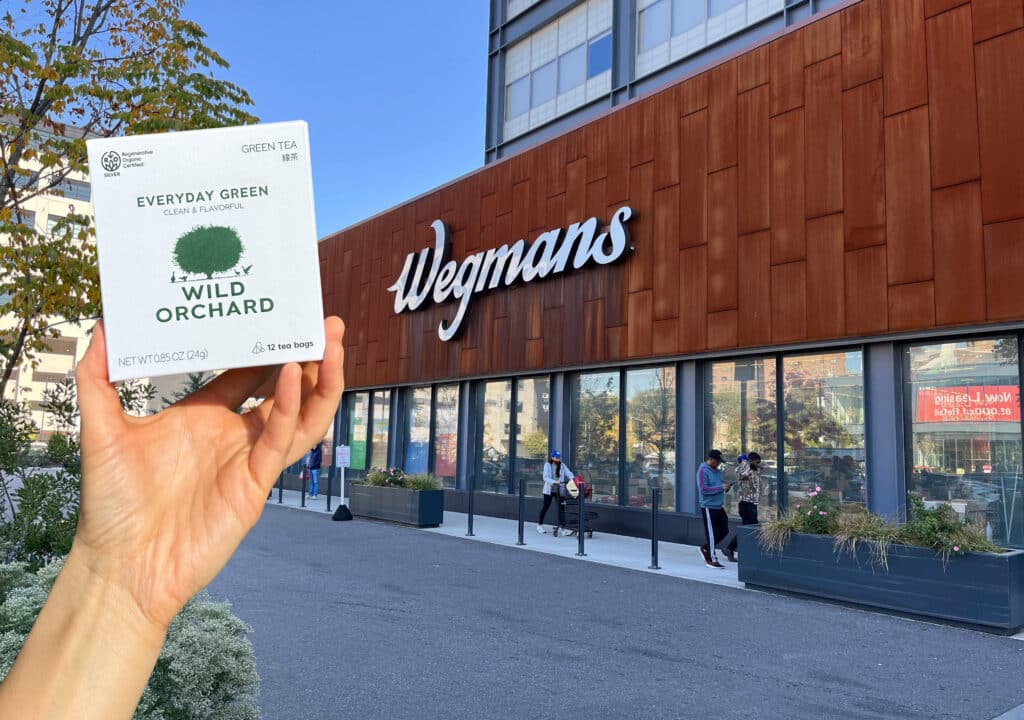 Regenerative
Organic
Certified
SILVER
GREEN TEA
綠茶
EVERYDAY GREEN
CLEAN & FLAVORFUL
WILD
ORCHARD
NET WT 0.85 OZ (24g)
12 tea bags
Wegmans
Now Leasing
Retail